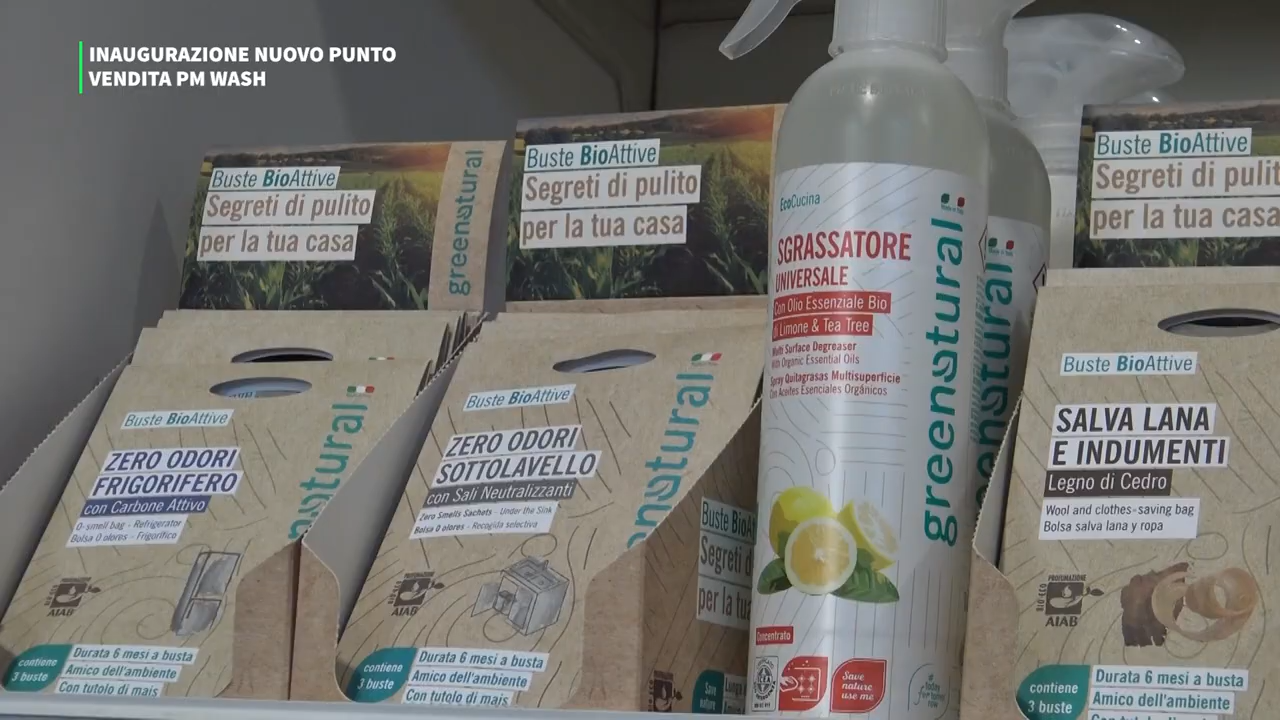 INAUGURAZIONE NUOVO PUNTO
VENDITA PM WASH
Buste BioAttive
Segreti di pulito
per la tua casa
greenatural
Buste BioAttive
Segreti di pulito
per la tua casa
Buste BioAttive
ZERO ODORI
FRIGORIFERO
con Carbone Attivo
0-smell bag - Refrigerator
Bolsa 0 olores - Frigorífico
AIAB
contiene
3 buste
Durata 6 mesi a busta
Amico dell'ambiente
Con tutolo di mais
Buste BioAttive
ZERO ODORI
SOTTOLAVELLO
con Sali Neutralizzanti
Zero Smells Sachets - Under the Sink
Bolsa 0 olores - Recogida selectiva
AIAB
contiene
3 buste
Durata 6 mesi a busta
Amico dell'ambiente
Con tutolo di mais
EcoCucina
SGRASSATORE
UNIVERSALE
Con Olio Essenziale Bio
di Limone & Tea Tree
Multi Surface Degreaser
With Organic Essential Oils
Spray Quitagrasas Multisuperficie
Con Aceites Esenciales Orgánicos
greenatural
Concentrato
Save
nature
use me
Buste BioAttive
Segreti di pulit
per la tua casa
Buste BioAttive
SALVA LANA
E INDUMENTI
Legno di Cedro
Wool and clothes-saving bag
Bolsa salva lana y ropa
PROFUMAZIONE
BIO ECO
AIAB
contiene
3 buste
Durata 6 mesi a busta
Amico dell'ambiente